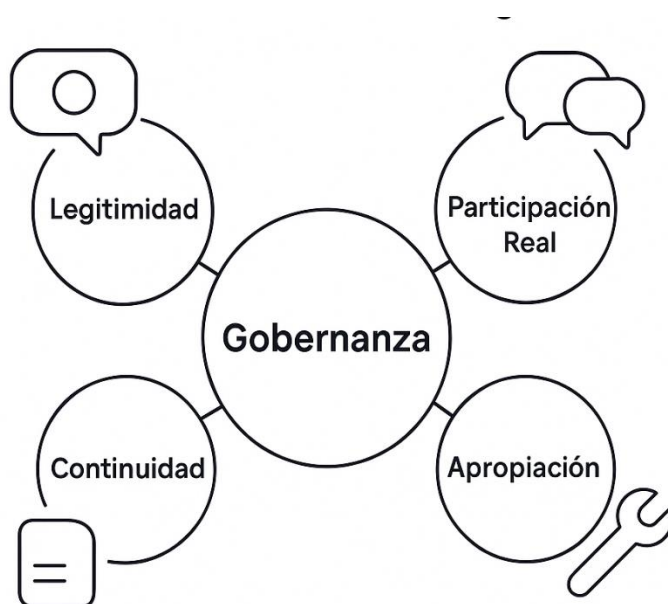 Legitimidad
Participación
Real
Gobernanza
Continuidad
Apropiación